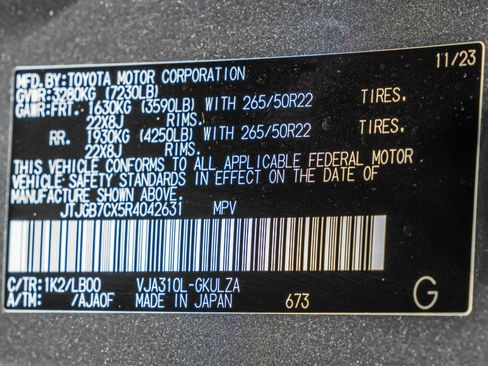 11/23
MFD.BY:TOYOTA MOTOR CORPORATION
GVWR:3280KG (7230LB)
GAWR:FRT. 1630KG (3590LB) WITH 265/50R22 TIRES,
22X8J RIMS.
RR. 1930KG (4250LB) WITH 265/50R22 TIRES,
22X8J RIMS.
THIS VEHICLE CONFORMS TO ALL APPLICABLE FEDERAL MOTOR
VEHICLE SAFETY STANDARDS IN EFFECT ON THE DATE OF
MANUFACTURE SHOWN ABOVE.
JTJGB7CX5R4042631 MPV
C/TR:1K2/LB00 VJA310L-GKULZA
A/TM: /AJA0F MADE IN JAPAN 673 G